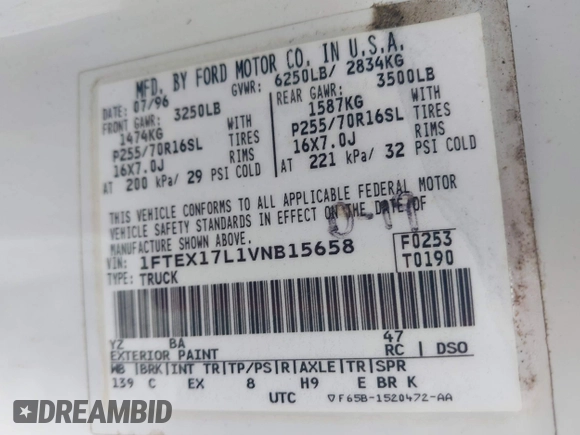 MFD. BY FORD MOTOR CO. IN U.S.A.
DATE: 07/96 GVWR: 6250LB/ 2834KG
FRONT GAWR: 3250LB REAR GAWR: 3500LB
1474KG WITH 1587KG WITH
P255/70R16SL TIRES P255/70R16SL TIRES
16X7.0J RIMS 16X7.0J RIMS
AT 200 kPa/ 29 PSI COLD AT 221 kPa/ 32 PSI COLD
THIS VEHICLE CONFORMS TO ALL APPLICABLE FEDERAL MOTOR
VEHICLE SAFETY STANDARDS IN EFFECT ON THE DATE OF
MANUFACTURE SHOWN ABOVE.
VIN: 1FTEX17L1VNB15658 F0253
TYPE: TRUCK T0190
YZ BA 47
EXTERIOR PAINT RC DSO
WB BRK INT TR TP/PS R AXLE TR SPR
139 C EX 8 H9 E BR K
UTC F65B-1520472-AA
DREAMBID